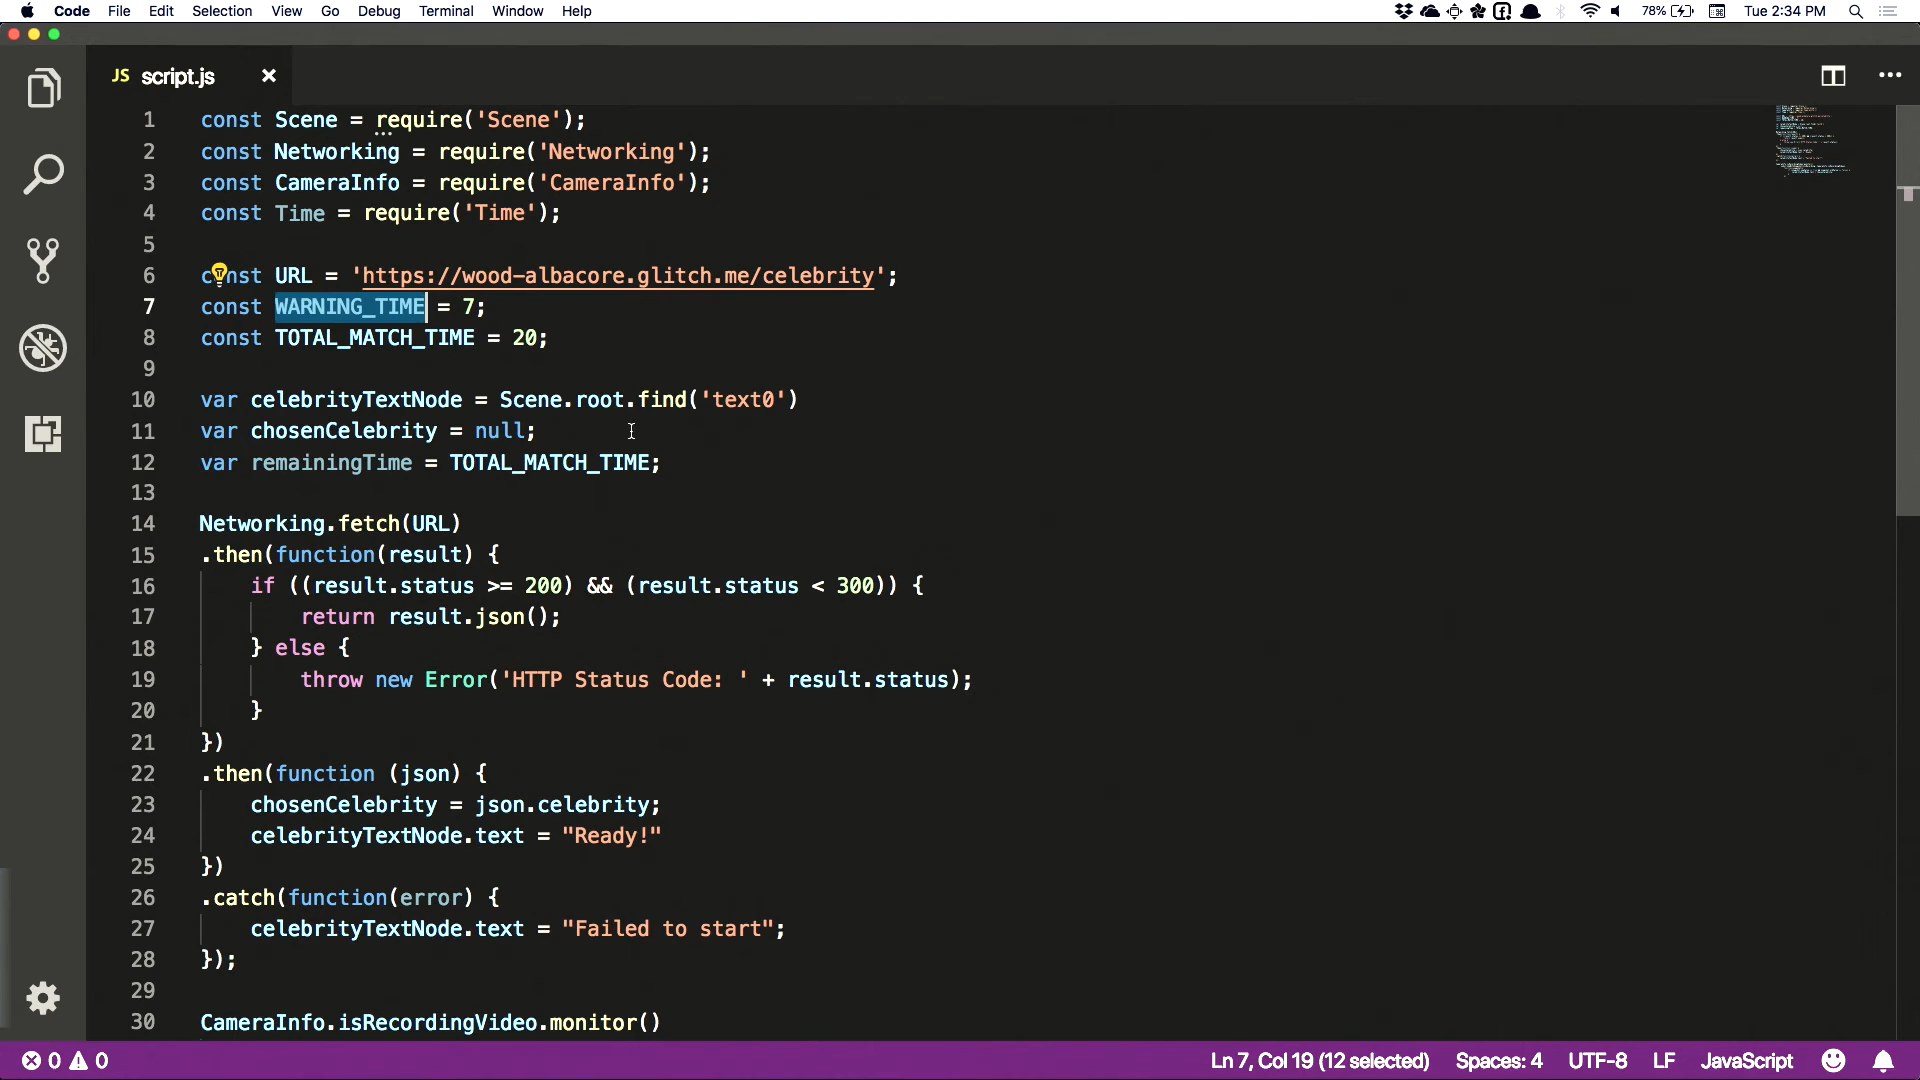 Code File Edit Selection View Go Debug Terminal Window Help 78% Tue 2:34 PM
JS script.js
1 const Scene = require('Scene');
2 const Networking = require('Networking');
3 const CameraInfo = require('CameraInfo');
4 const Time = require('Time');
5
6 const URL = 'https://wood-albacore.glitch.me/celebrity';
7 const WARNING_TIME = 7;
8 const TOTAL_MATCH_TIME = 20;
9
10 var celebrityTextNode = Scene.root.find('text0')
11 var chosenCelebrity = null;
12 var remainingTime = TOTAL_MATCH_TIME;
13
14 Networking.fetch(URL)
15 .then(function(result) {
16 if ((result.status >= 200) && (result.status < 300)) {
17 return result.json();
18 } else {
19 throw new Error('HTTP Status Code: ' + result.status);
20 }
21 })
22 .then(function (json) {
23 chosenCelebrity = json.celebrity;
24 celebrityTextNode.text = "Ready!"
25 })
26 .catch(function(error) {
27 celebrityTextNode.text = "Failed to start";
28 });
29
30 CameraInfo.isRecordingVideo.monitor()
0 0 Ln 7, Col 19 (12 selected) Spaces: 4 UTF-8 LF JavaScript